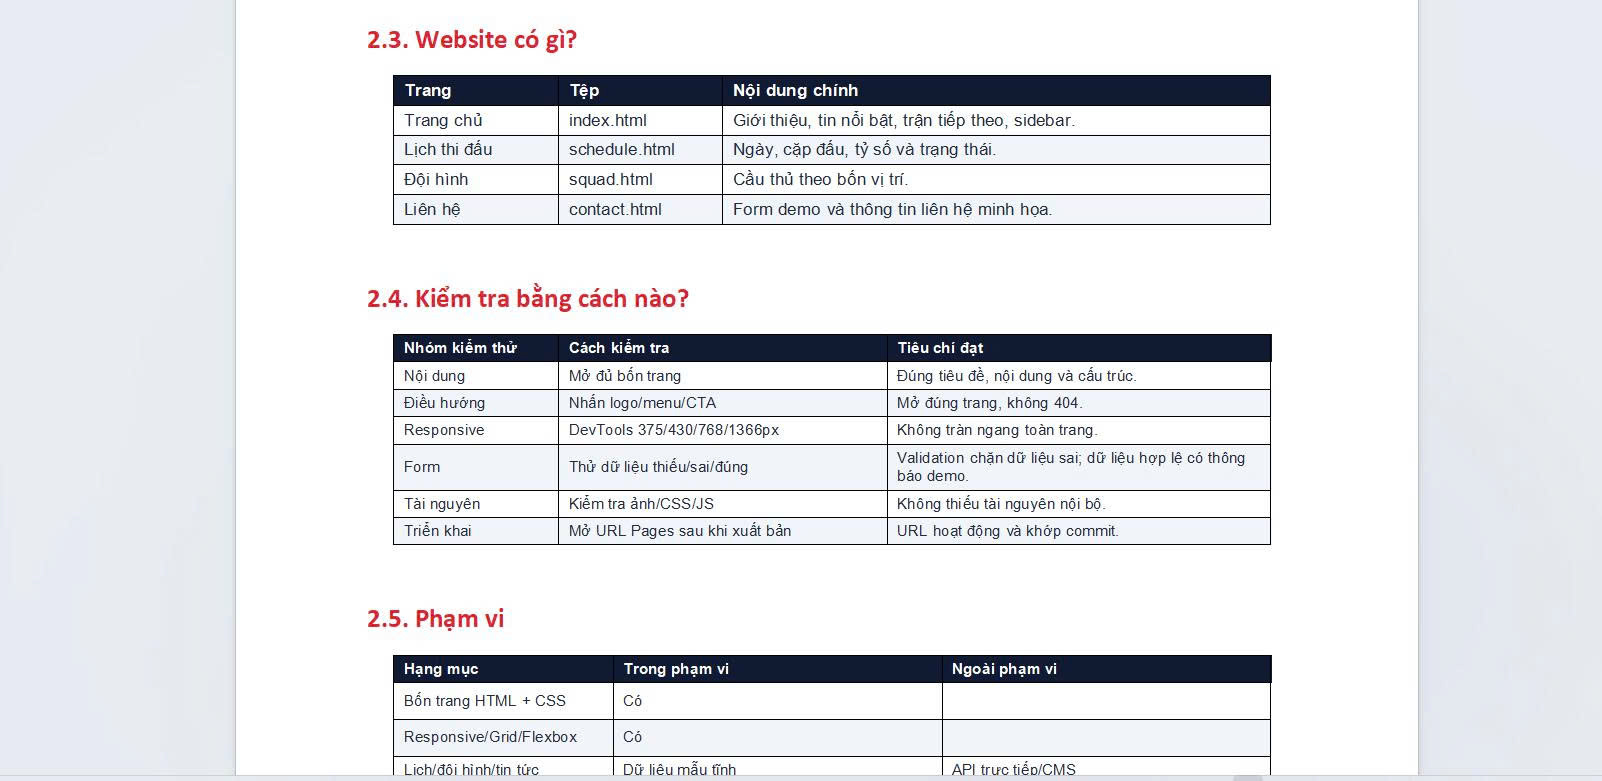 2.3. Website có gì?
Trang Tệp Nội dung chính
Trang chủ index.html Giới thiệu, tin nổi bật, trận tiếp theo, sidebar.
Lịch thi đấu schedule.html Ngày, cặp đấu, tỷ số và trạng thái.
Đội hình squad.html Cầu thủ theo bốn vị trí.
Liên hệ contact.html Form demo và thông tin liên hệ minh họa.
2.4. Kiểm tra bằng cách nào?
Nhóm kiểm thử Cách kiểm tra Tiêu chí đạt
Nội dung Mở đủ bốn trang Đúng tiêu đề, nội dung và cấu trúc.
Điều hướng Nhấn logo/menu/CTA Mở đúng trang, không 404.
Responsive DevTools 375/430/768/1366px Không tràn ngang toàn trang.
Form Thử dữ liệu thiếu/sai/đúng Validation chặn dữ liệu sai; dữ liệu hợp lệ có thông
báo demo.
Tài nguyên Kiểm tra ảnh/CSS/JS Không thiếu tài nguyên nội bộ.
Triển khai Mở URL Pages sau khi xuất bản URL hoạt động và khớp commit.
2.5. Phạm vi
Hạng mục Trong phạm vi Ngoài phạm vi
Bốn trang HTML + CSS Có
Responsive/Grid/Flexbox Có
Lịch/đội hình/tin tức Dữ liệu mẫu tĩnh API trực tiếp/CMS